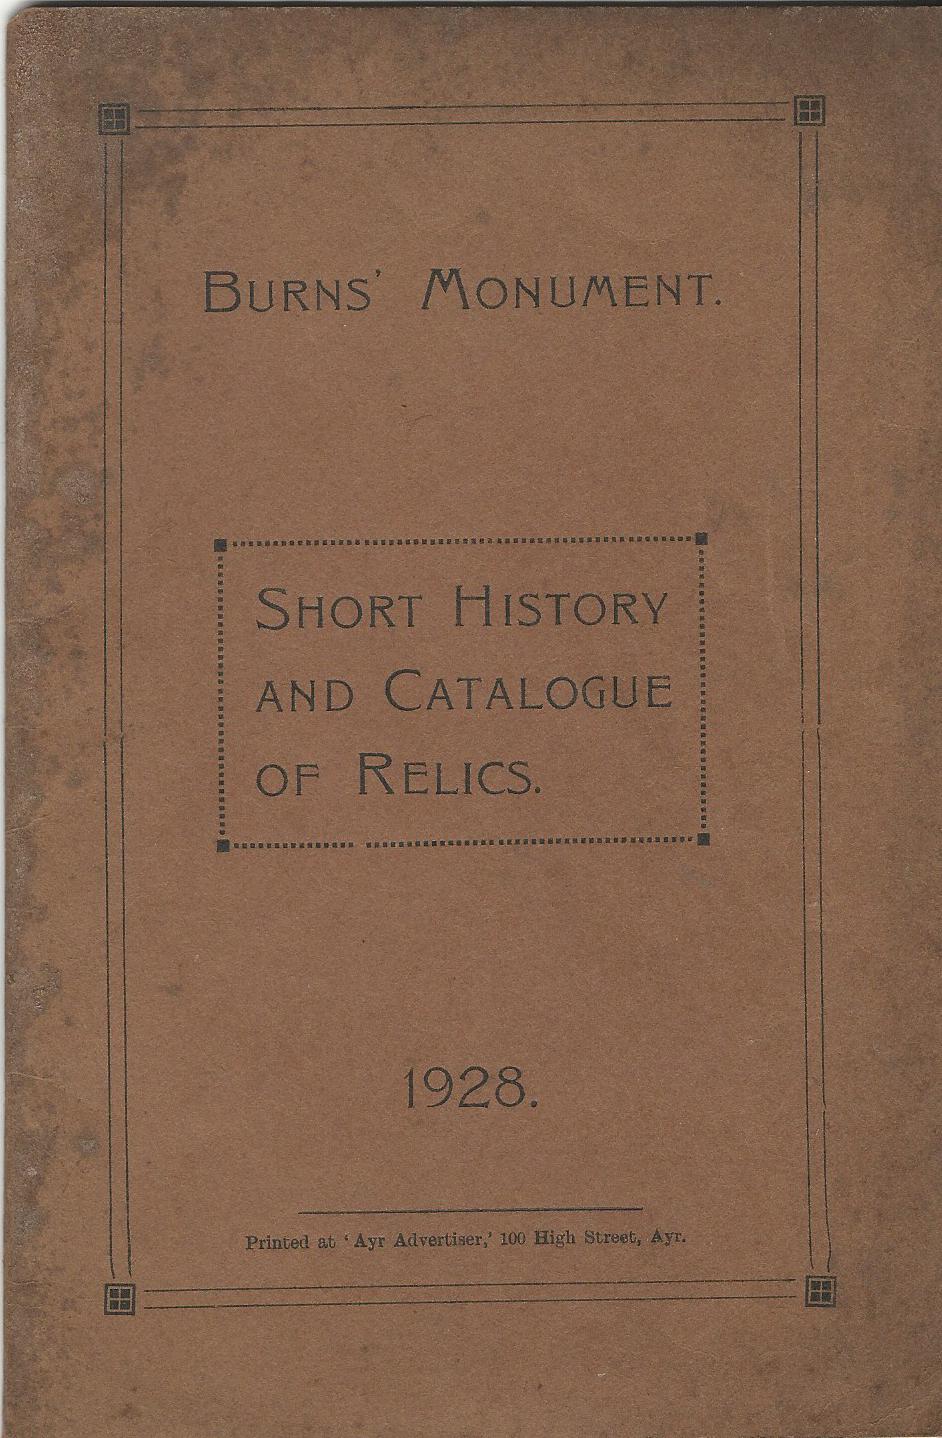 Burns' Monument.
Short History
and Catalogue
of Relics.
1928.
Printed at 'Ayr Advertiser,' 100 High Street, Ayr.